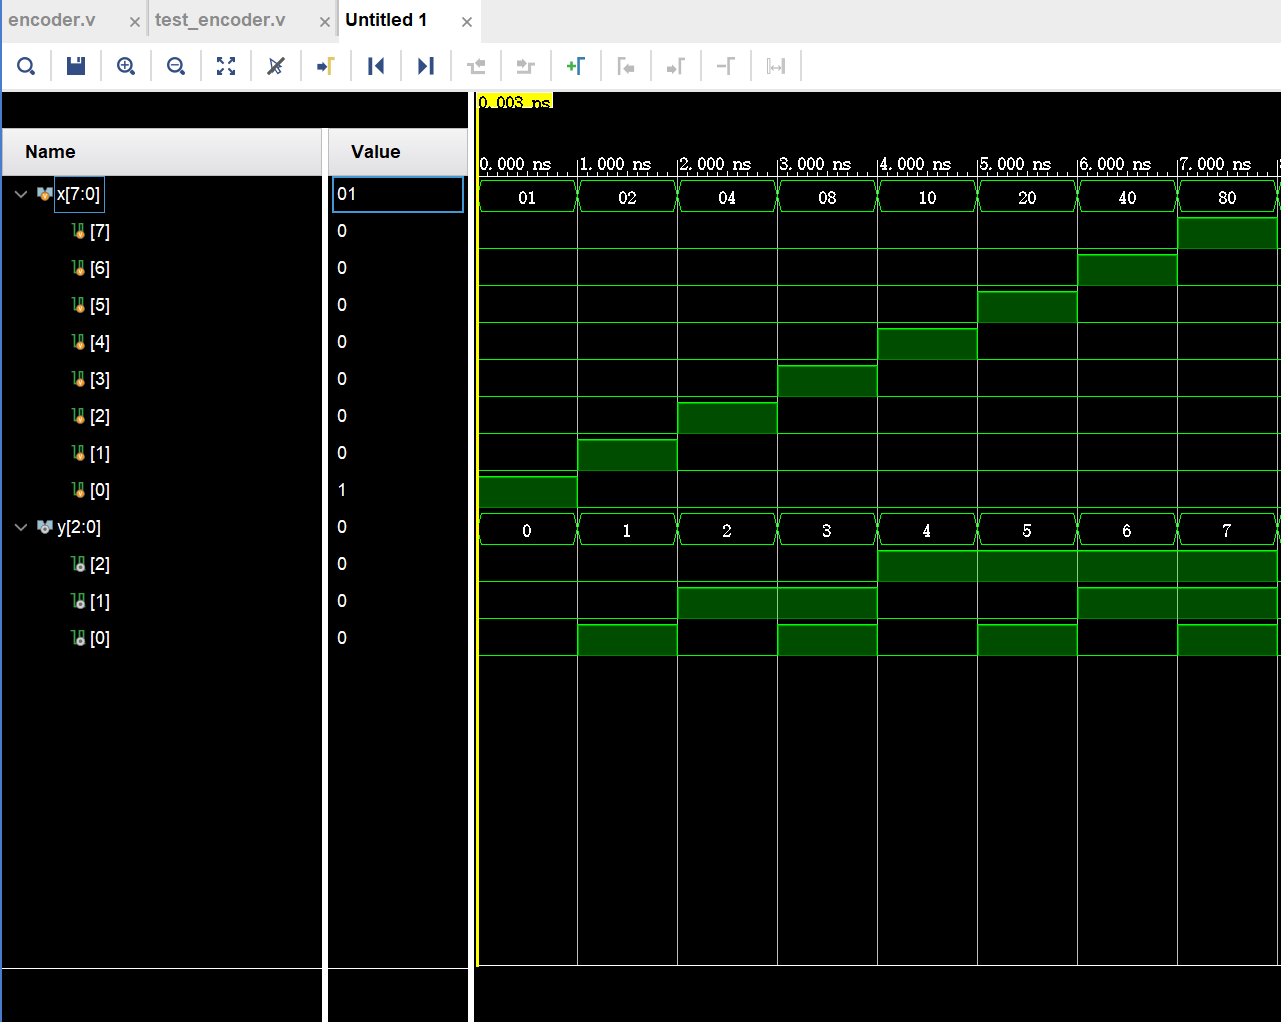 encoder.v × test_encoder.v × Untitled 1 ×
0.003 ns
Name Value
0.000 ns 1.000 ns 2.000 ns 3.000 ns 4.000 ns 5.000 ns 6.000 ns 7.000 ns
x[7:0] 01 01 02 04 08 10 20 40 80
[7] 0
[6] 0
[5] 0
[4] 0
[3] 0
[2] 0
[1] 0
[0] 1
y[2:0] 0 0 1 2 3 4 5 6 7
[2] 0
[1] 0
[0] 0